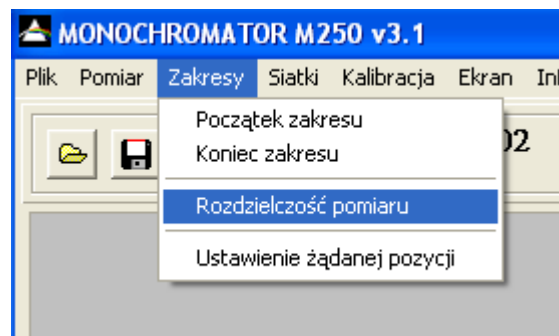 MONOCHROMATOR M250 v3.1
Plik Pomiar Zakresy Siatki Kalibracja Ekran
Początek zakresu
Koniec zakresu
Rozdzielczość pomiaru
Ustawienie żądanej pozycji